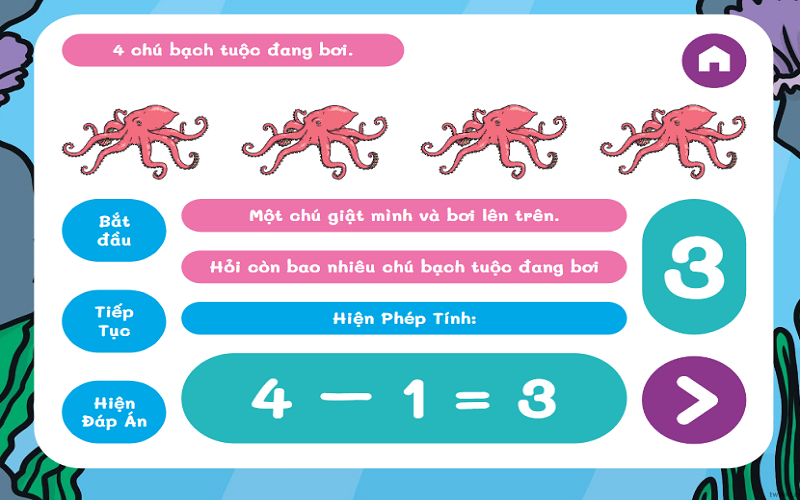 4 chú bạch tuộc đang bơi.
Bắt
đầu
Một chú giật mình và bơi lên trên.
Hỏi còn bao nhiêu chú bạch tuộc đang bơi
3
Tiếp
Tục
Hiện Phép Tính:
Hiện
Đáp Án
4 – 1 = 3